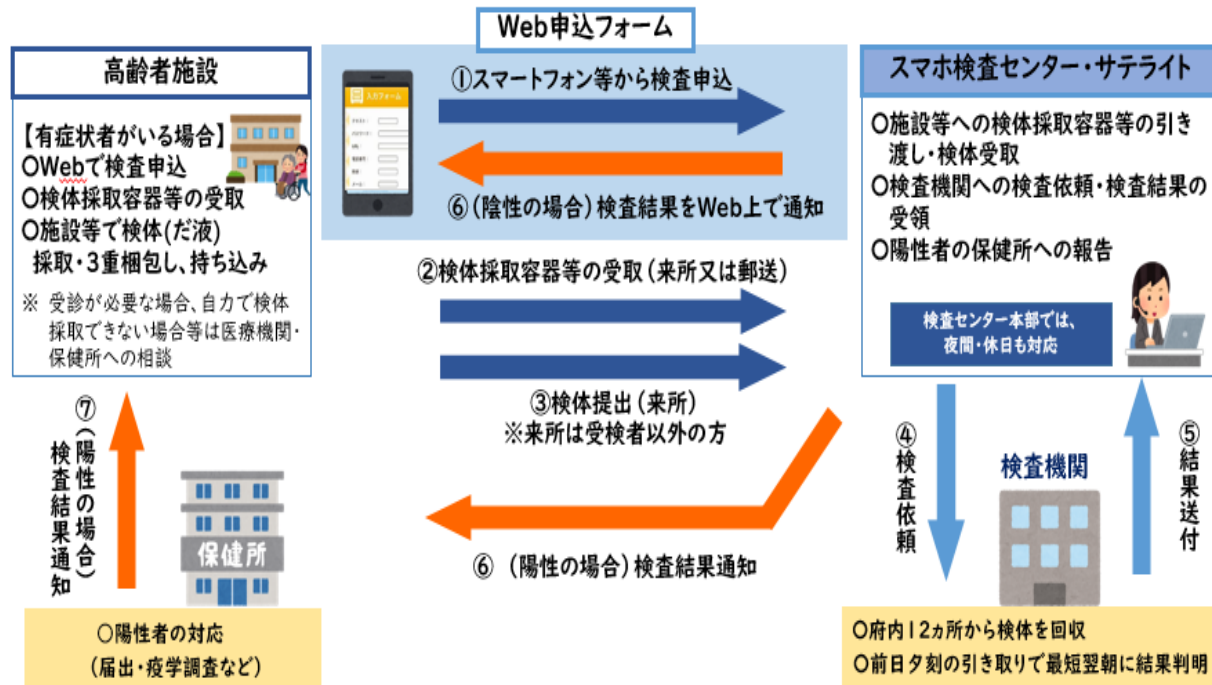 Web申込フォーム
高齢者施設
【有症状者がいる場合】
○Webで検査申込
○検体採取容器等の受取
○施設等で検体(だ液)
採取・3重梱包し、持ち込み
※ 受診が必要な場合、自力で検体
採取できない場合等は医療機関・
保健所への相談
入力フォーム
①スマートフォン等から検査申込
⑥(陰性の場合)検査結果をWeb上で通知
②検体採取容器等の受取(来所又は郵送)
③検体提出(来所)
※来所は受検者以外の方
⑥ (陽性の場合)検査結果通知
スマホ検査センター・サテライト
○施設等への検体採取容器等の引き
渡し・検体受取
○検査機関への検査依頼・検査結果の
受領
○陽性者の保健所への報告
検査センター本部では、
夜間・休日も対応
④検査依頼
⑤結果送付
検査機関
○府内12ヵ所から検体を回収
○前日夕刻の引き取りで最短翌朝に結果判明
⑦(陽性の場合)
検査結果通知
保健所
○陽性者の対応
(届出・疫学調査など)